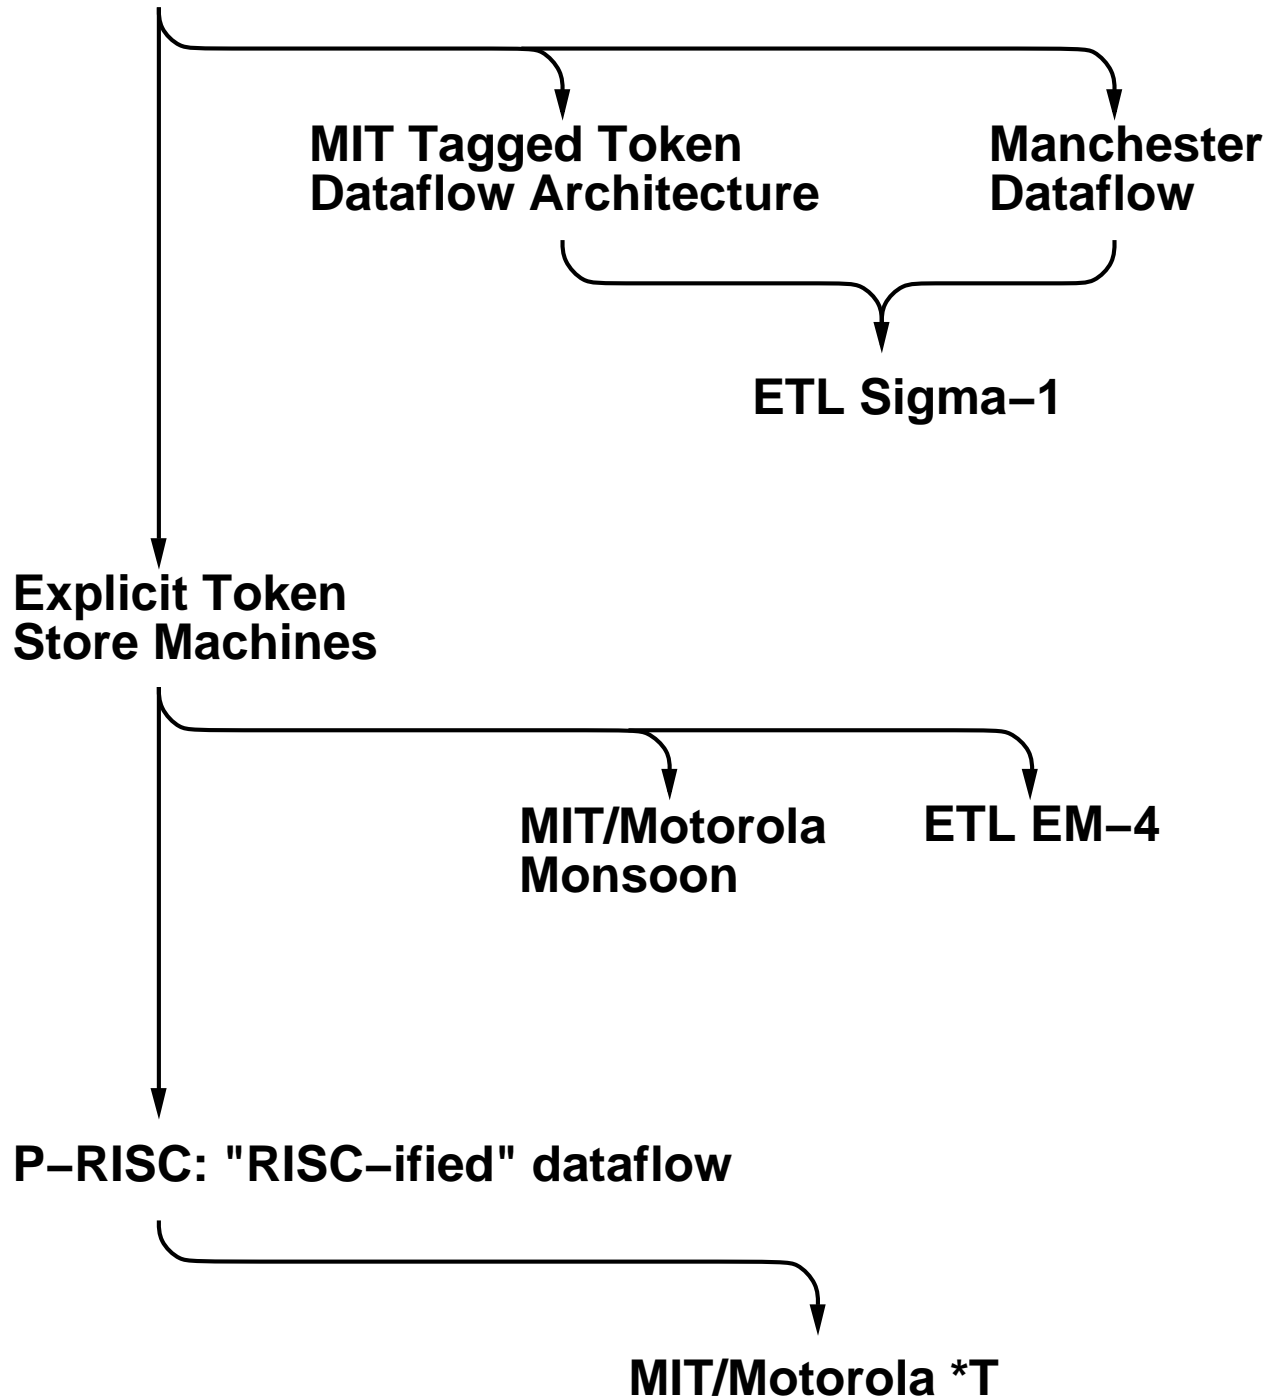 MIT Tagged Token
Dataflow Architecture
Manchester
Dataflow
ETL Sigma−1
Explicit Token
Store Machines
MIT/Motorola
Monsoon
ETL EM−4
P−RISC: "RISC−ified" dataflow
MIT/Motorola *T